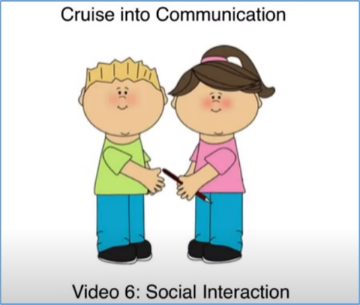 Cruise into Communication
Video 6: Social Interaction